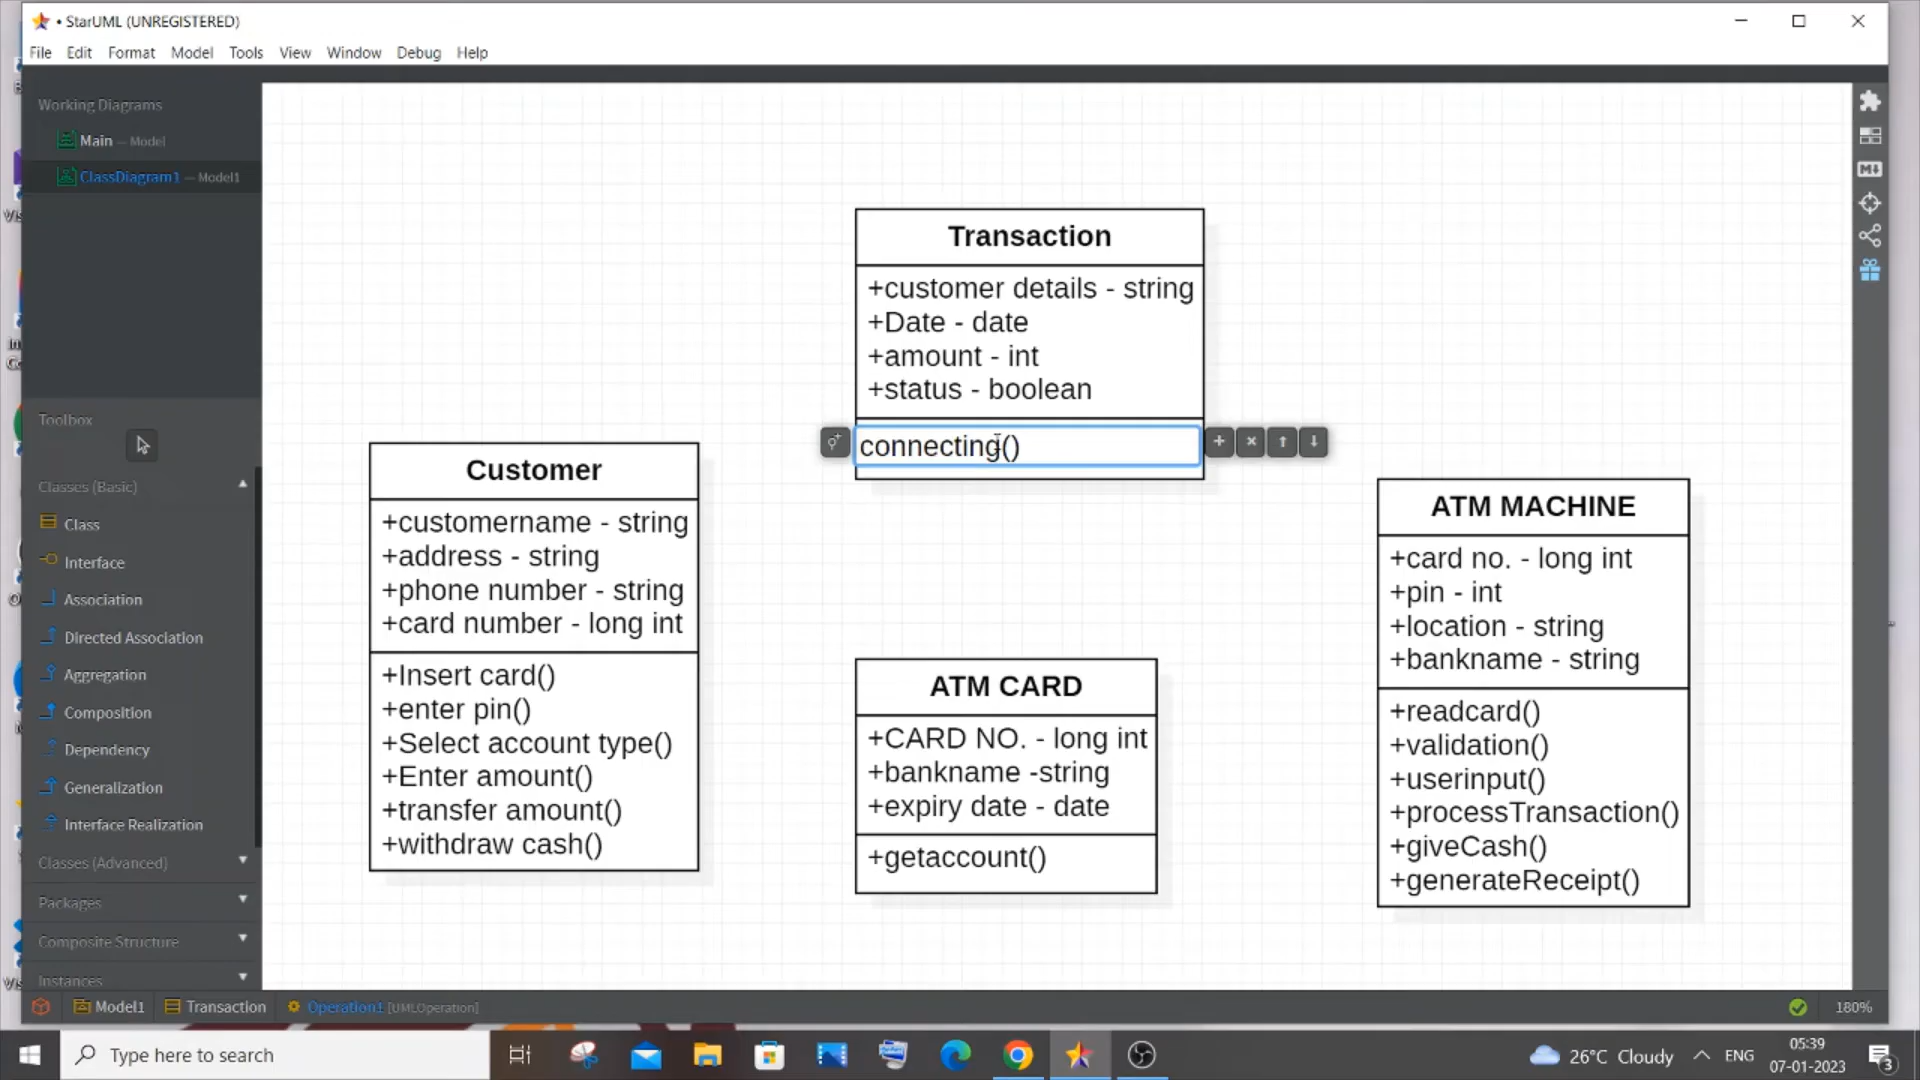 • StarUML (UNREGISTERED)
File Edit Format Model Tools View Window Debug Help
Working Diagrams
Main — Model
ClassDiagram1 — Model1
Toolbox
Classes (Basic)
Class
Interface
Association
Directed Association
Aggregation
Composition
Dependency
Generalization
Interface Realization
Classes (Advanced)
Packages
Composite Structure
Instances
Transaction
+customer details - string
+Date - date
+amount - int
+status - boolean
connecting()
Customer
+customername - string
+address - string
+phone number - string
+card number - long int
+Insert card()
+enter pin()
+Select account type()
+Enter amount()
+transfer amount()
+withdraw cash()
ATM CARD
+CARD NO. - long int
+bankname -string
+expiry date - date
+getaccount()
ATM MACHINE
+card no. - long int
+pin - int
+location - string
+bankname - string
+readcard()
+validation()
+userinput()
+processTransaction()
+giveCash()
+generateReceipt()
Model1 Transaction Operation1 [UMLOperation]
180%
Type here to search
26°C Cloudy
ENG
05:39
07-01-2023
3